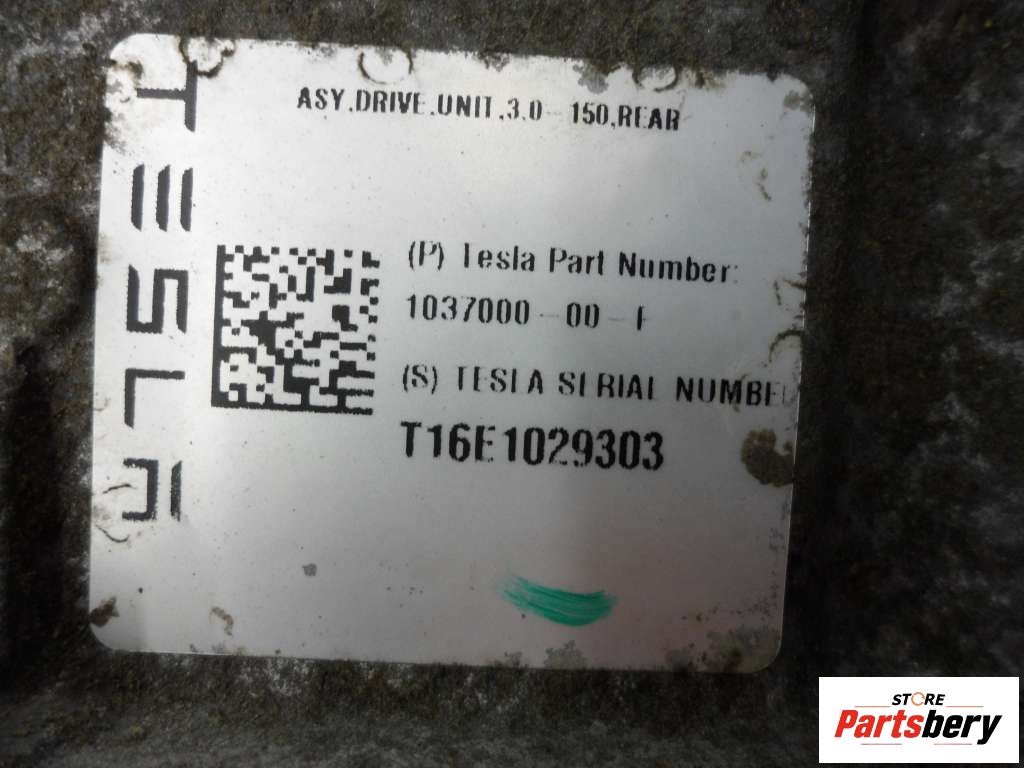 TESLA
ASY,DRIVE UNIT,3.0-150,REAR
(P) Tesla Part Number:
1037000-00-F
(S) TESLA SERIAL NUMBER
T16E1029303
STORE
Partsbery